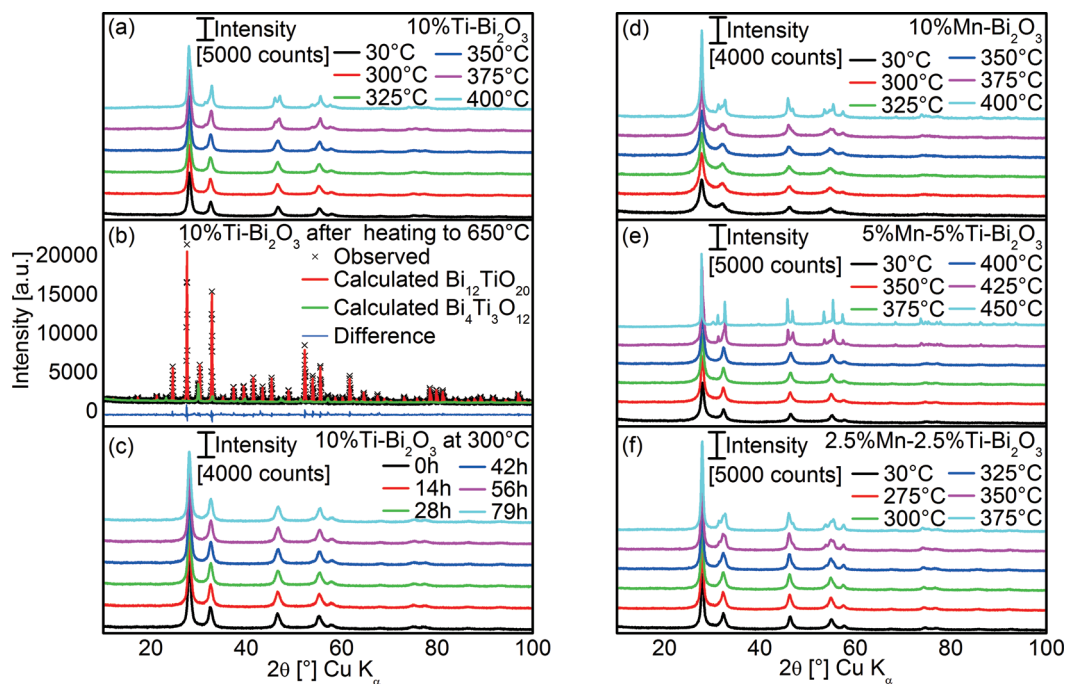 (a) Intensity 10%Ti-Bi₂O₃
[5000 counts]
30°C 350°C
300°C 375°C
325°C 400°C
(b) 10%Ti-Bi₂O₃ after heating to 650°C
× Observed
Calculated Bi₁₂TiO₂₀
Calculated Bi₄Ti₃O₁₂
Difference
Intensity [a.u.]
20000
15000
10000
5000
0
(c) Intensity 10%Ti-Bi₂O₃ at 300°C
[4000 counts]
0h 42h
14h 56h
28h 79h
20 40 60 80 100
2θ [°] Cu Kα
(d) Intensity 10%Mn-Bi₂O₃
[4000 counts]
30°C 350°C
300°C 375°C
325°C 400°C
(e) Intensity 5%Mn-5%Ti-Bi₂O₃
[5000 counts]
30°C 400°C
350°C 425°C
375°C 450°C
(f) Intensity 2.5%Mn-2.5%Ti-Bi₂O₃
[5000 counts]
30°C 325°C
275°C 350°C
300°C 375°C
20 40 60 80 100
2θ [°] Cu Kα